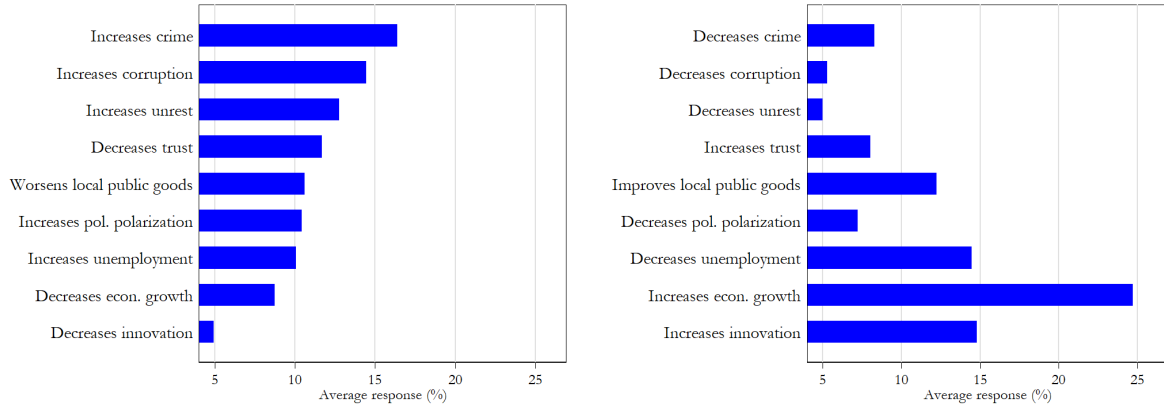 Increases crime
Increases corruption
Increases unrest
Decreases trust
Worsens local public goods
Increases pol. polarization
Increases unemployment
Decreases econ. growth
Decreases innovation
5 10 15 20 25
Average response (%)
Decreases crime
Decreases corruption
Decreases unrest
Increases trust
Improves local public goods
Decreases pol. polarization
Decreases unemployment
Increases econ. growth
Increases innovation
5 10 15 20 25
Average response (%)